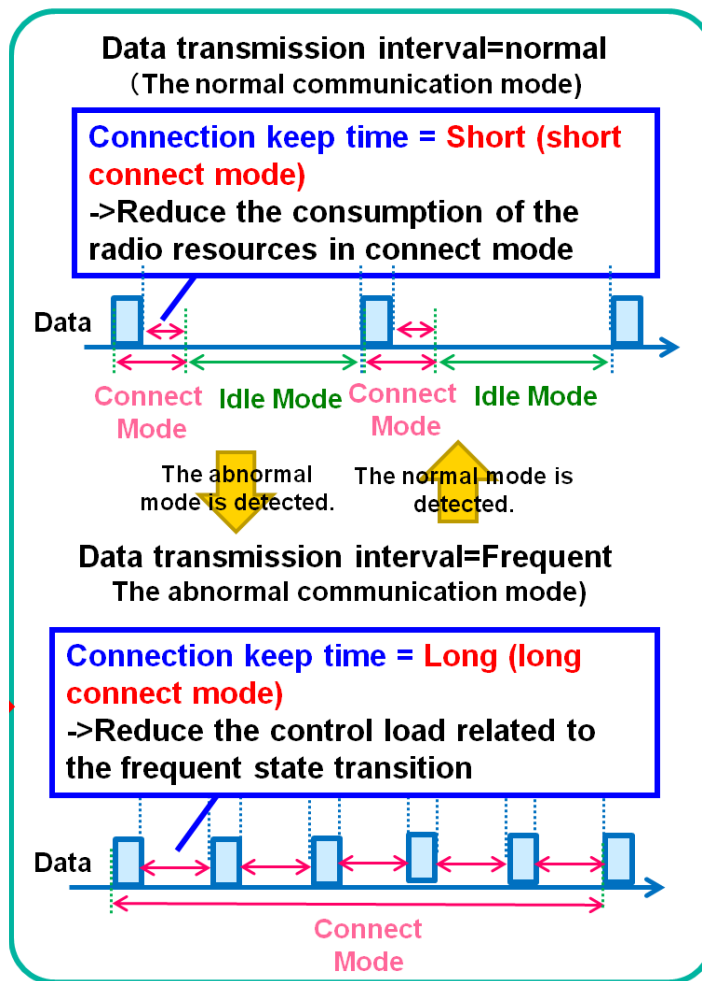 Data transmission interval=normal
(The normal communication mode)
Connection keep time = Short (short
connect mode)
->Reduce the consumption of the
radio resources in connect mode
Data
Connect
Mode
Idle Mode
Connect
Mode
Idle Mode
The abnormal
mode is detected.
The normal mode is
detected.
Data transmission interval=Frequent
The abnormal communication mode)
Connection keep time = Long (long
connect mode)
->Reduce the control load related to
the frequent state transition
Data
Connect
Mode